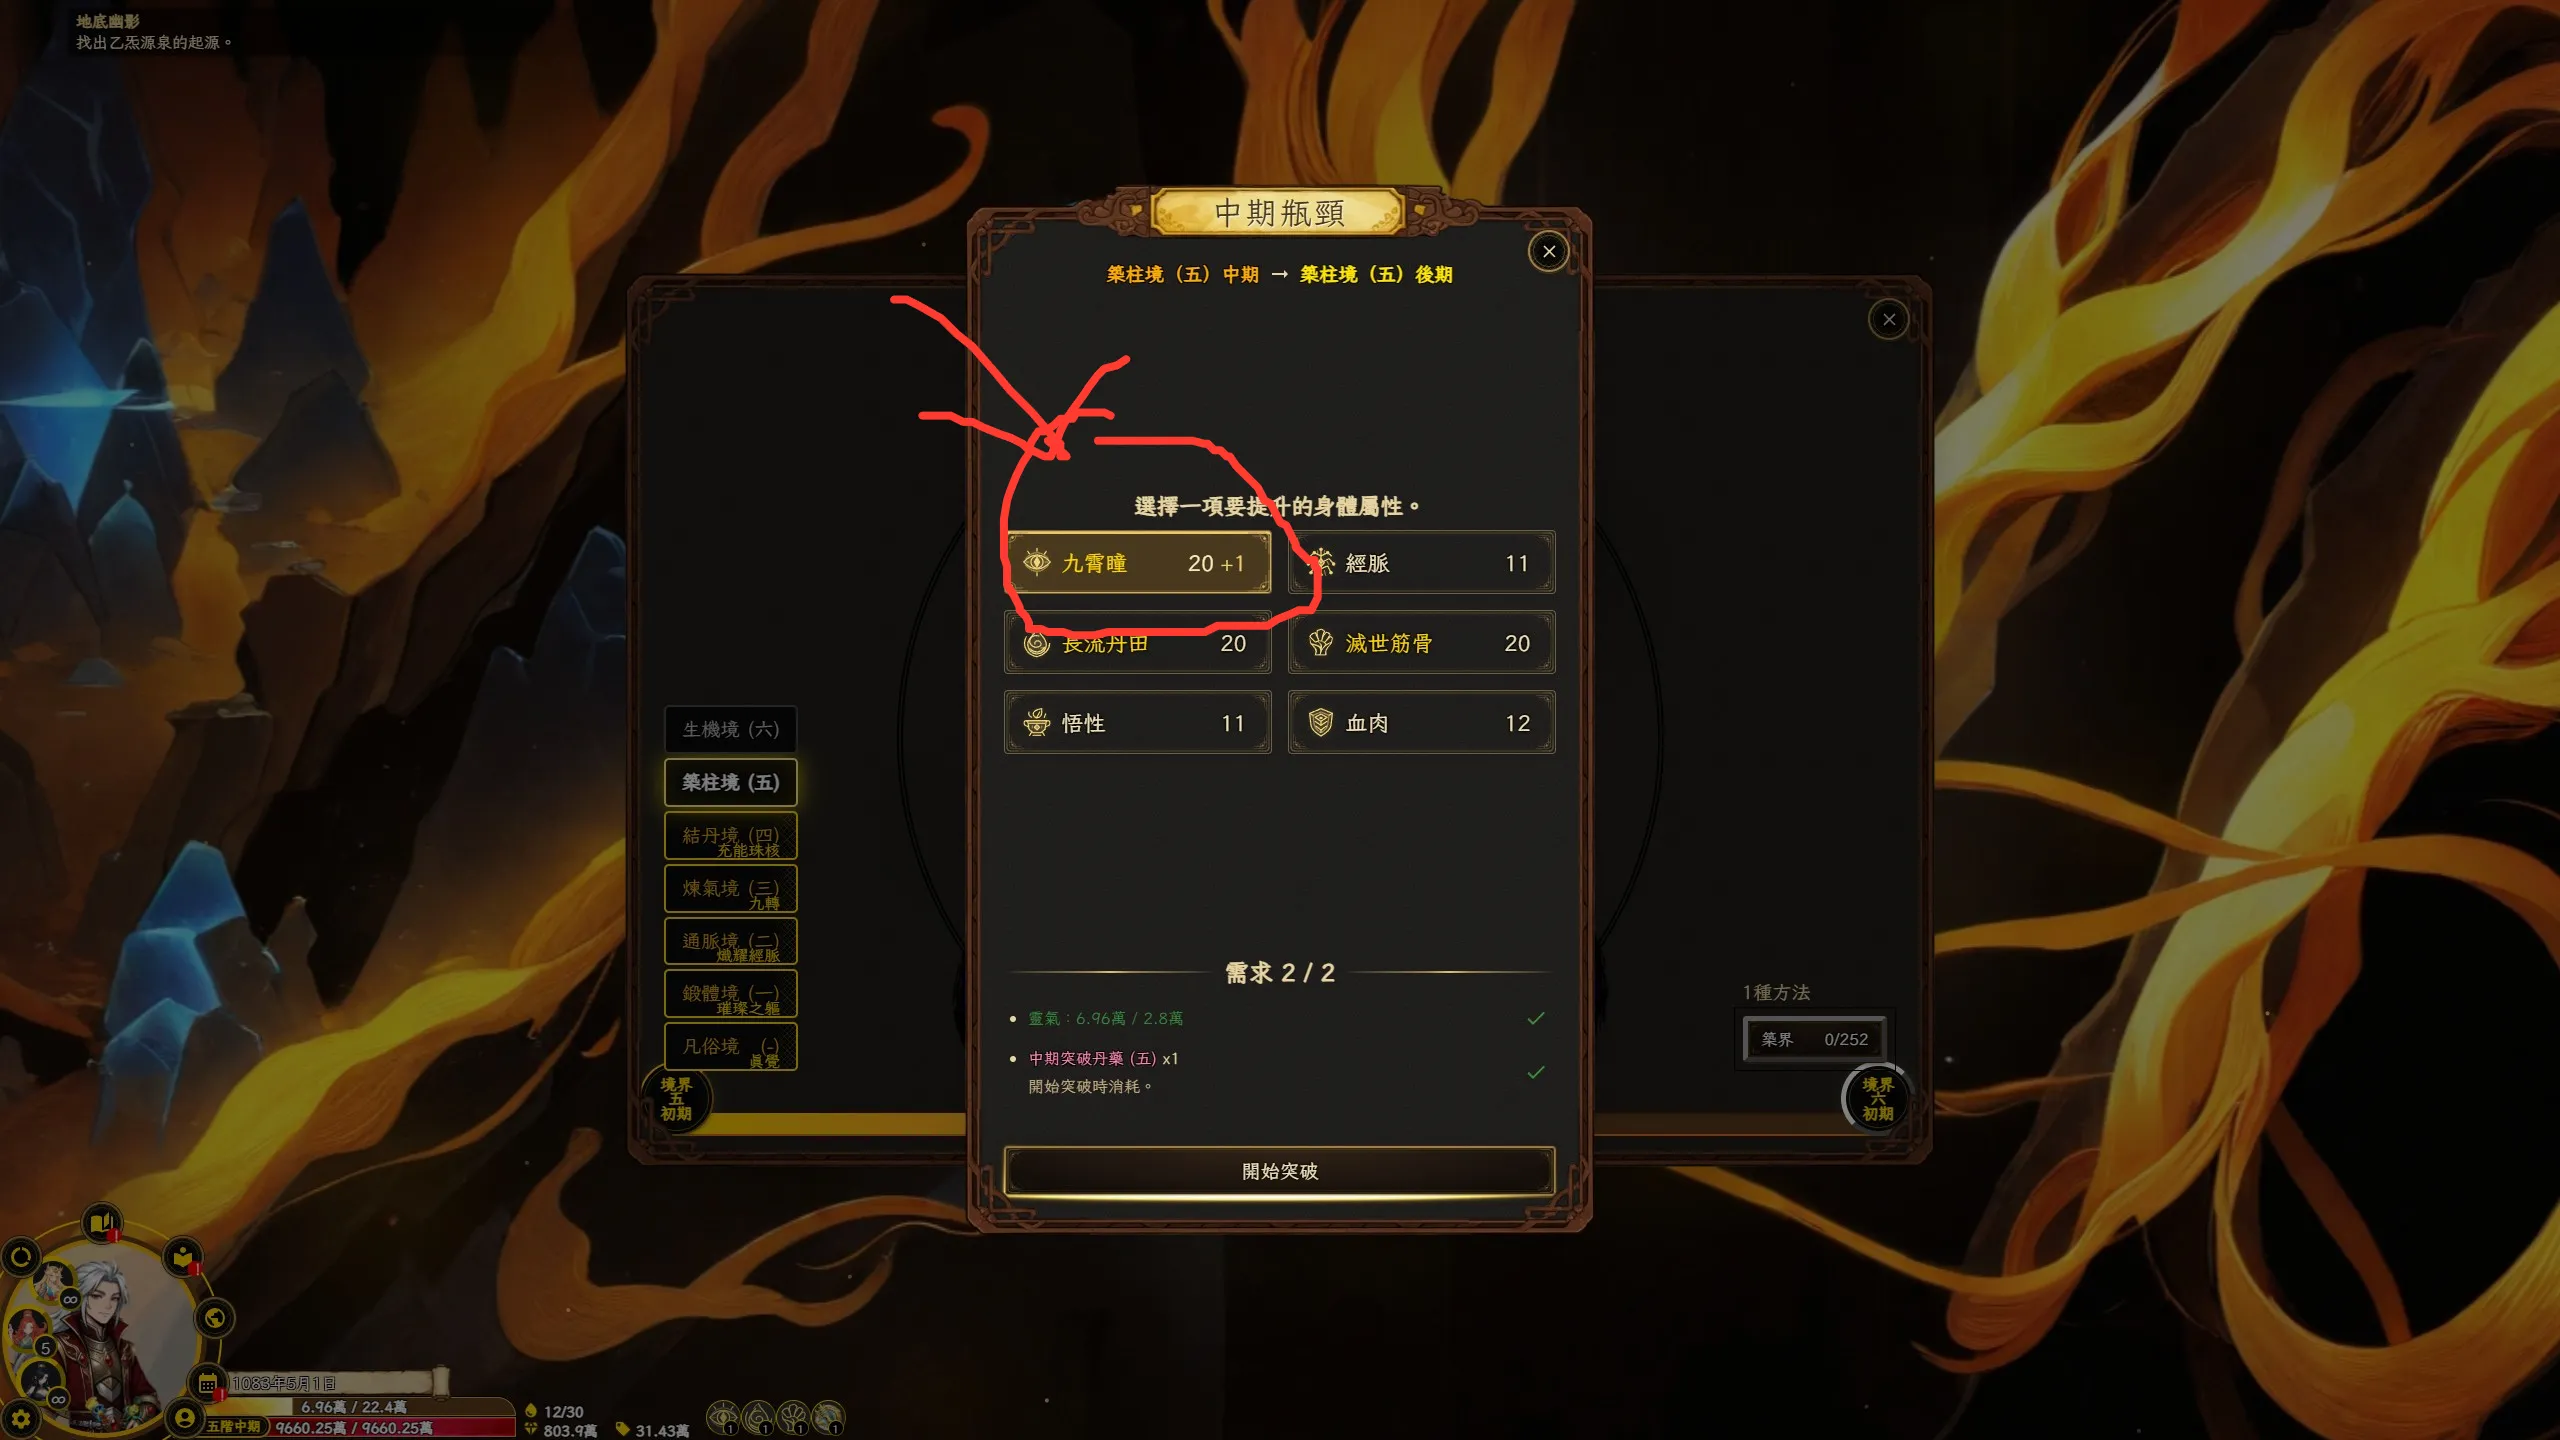 地底幽影
找出乙炁源泉的起源。
中期瓶頸
築柱境（五）中期 → 築柱境（五）後期
選擇一項要提升的身體屬性。
九霄瞳 20 +1
經脈 11
長流丹田 20
滅世筋骨 20
悟性 11
血肉 12
需求 2 / 2
靈氣：6.96萬 / 2.8萬
中期突破丹藥 (五) x1
開始突破時消耗。
開始突破
生機境 (六)
築柱境 (五)
結丹境 (四)
充能珠核
煉氣境 (三)
九轉
通脈境 (二)
熾耀經脈
鍛體境 (一)
璀璨之軀
凡俗境 (-)
眞覺
境界
五
初期
1種方法
築界 0/252
境界
六
初期
5
1083年5月1日
6.96萬 / 22.4萬
五階中期 9660.25萬 / 9660.25萬
12/30
803.9萬 31.43萬
1 1 1 1